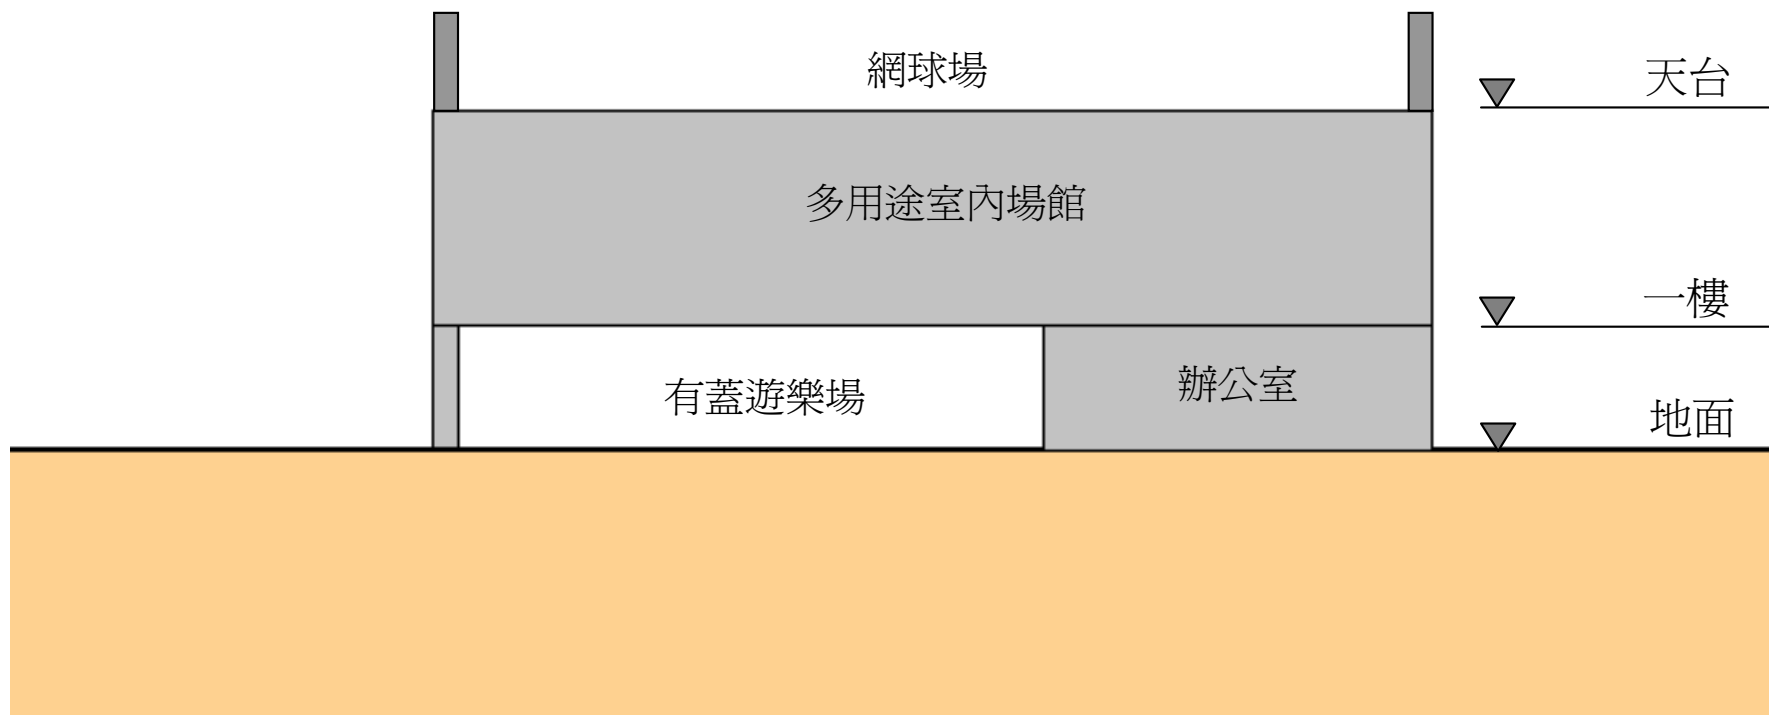 網球場
天台
多用途室內場館
一樓
有蓋遊樂場
辦公室
地面